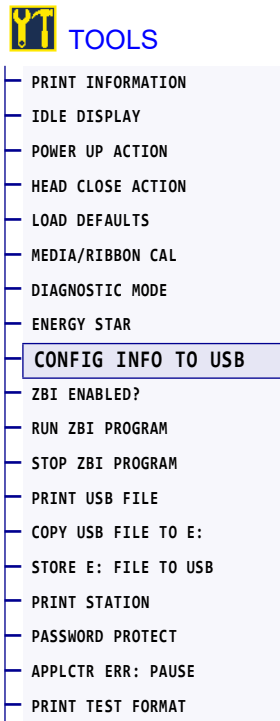 TOOLS
PRINT INFORMATION
IDLE DISPLAY
POWER UP ACTION
HEAD CLOSE ACTION
LOAD DEFAULTS
MEDIA/RIBBON CAL
DIAGNOSTIC MODE
ENERGY STAR
CONFIG INFO TO USB
ZBI ENABLED?
RUN ZBI PROGRAM
STOP ZBI PROGRAM
PRINT USB FILE
COPY USB FILE TO E:
STORE E: FILE TO USB
PRINT STATION
PASSWORD PROTECT
APPLCTR ERR: PAUSE
PRINT TEST FORMAT